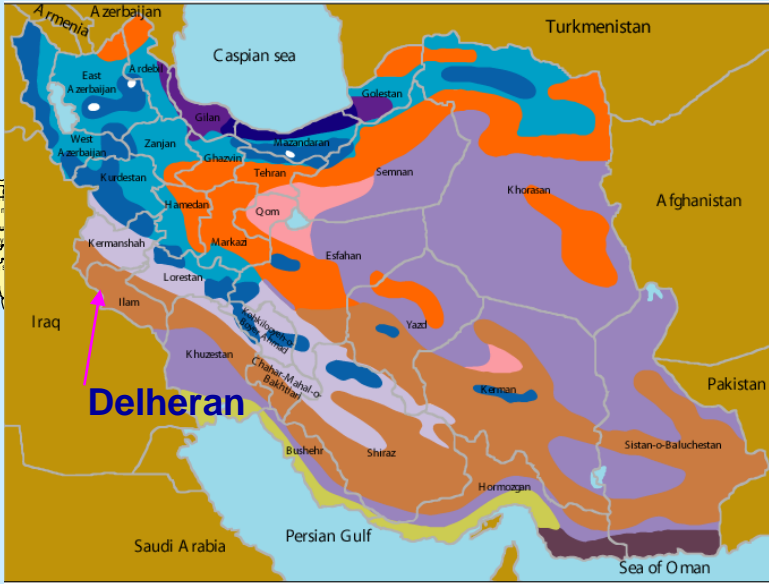 Armenia
Azerbaijan
Turkmenistan
Caspian sea
East
Azerbaijan
Ardebil
Golestan
Gilan
Mazandaran
West
Azerbaijan
Zanjan
Ghazvin
Tehran
Semnan
Kurdestan
Khorasan
Afghanistan
Hamedan
Qom
Kermanshah
Markazi
Esfahan
Lorestan
Ilam
Iraq
Yazd
Khuzestan
Chahar-Mahal-o-
Bakhtiari
Kerman
Pakistan
Delheran
Bushehr
Shiraz
Sistan-o-Baluchestan
Hormozgan
Persian Gulf
Saudi Arabia
Sea of Oman